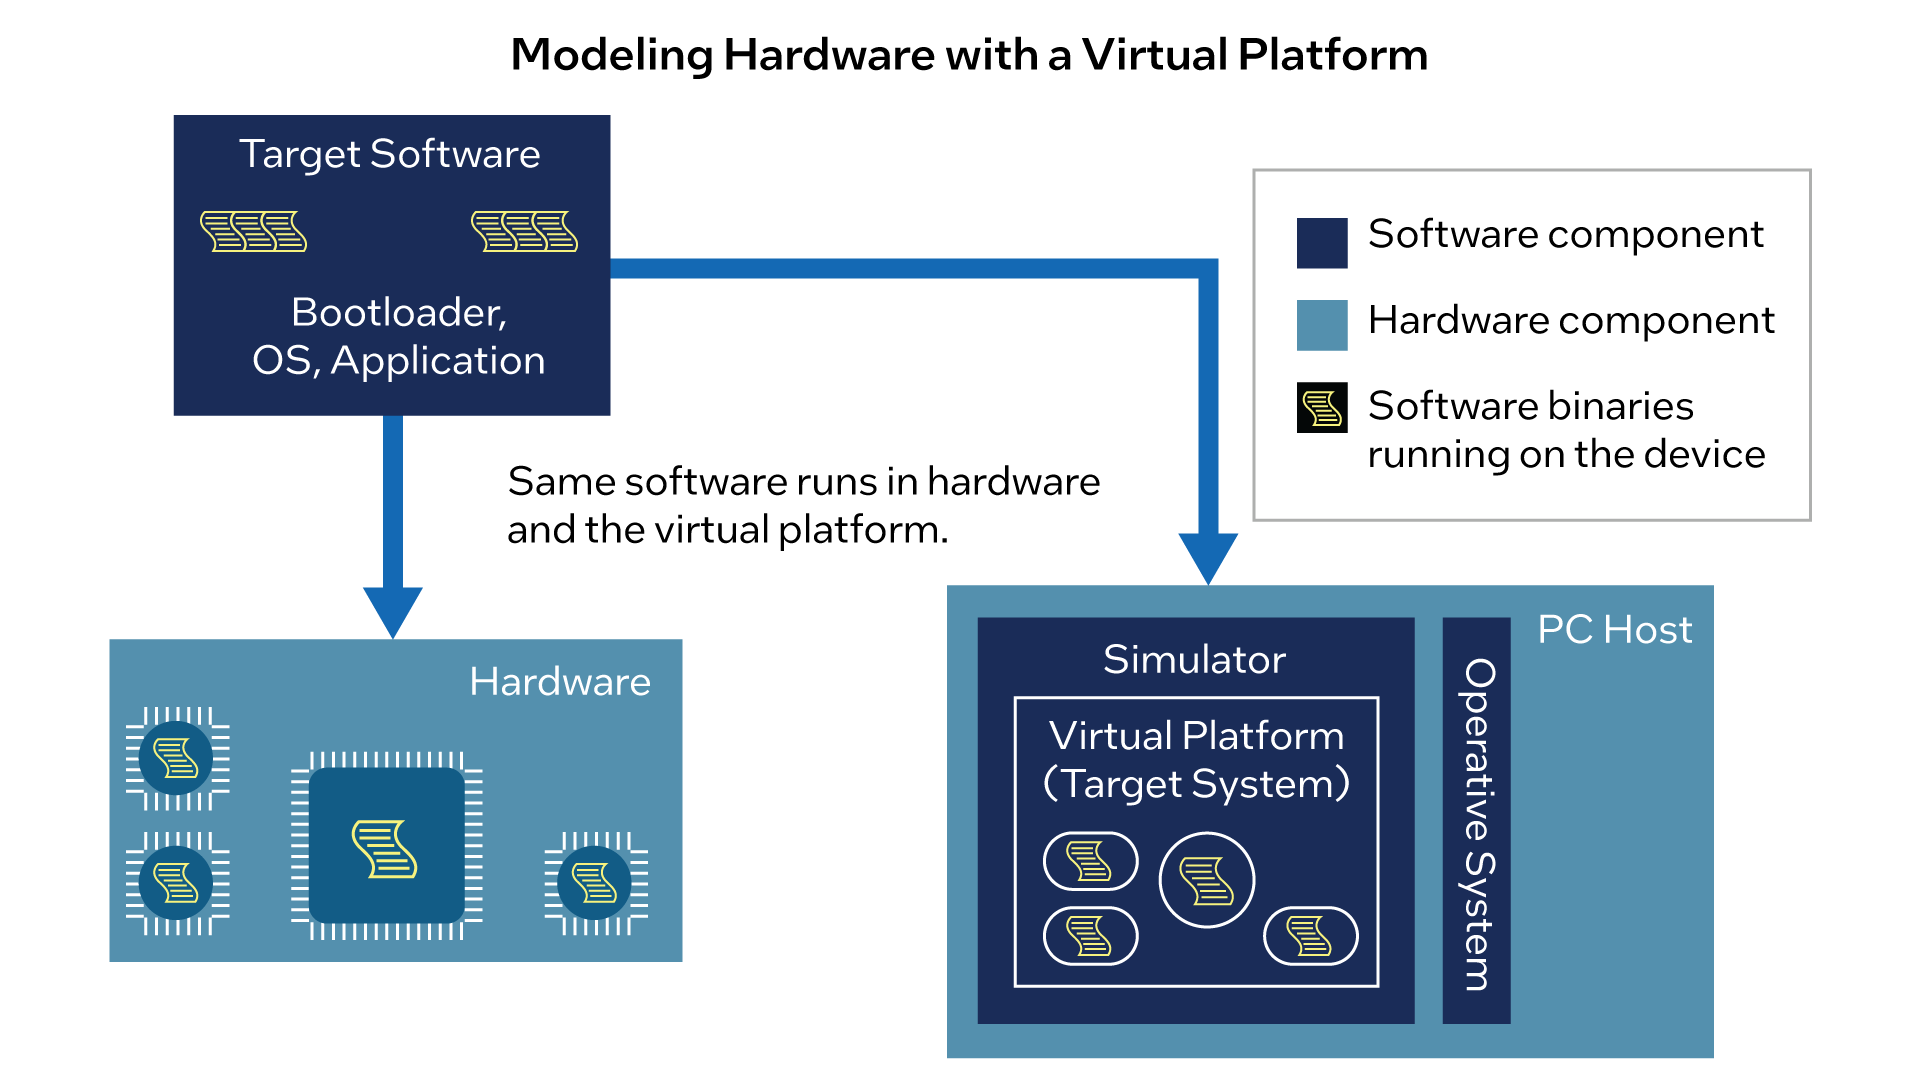 Modeling Hardware with a Virtual Platform
Target Software
Bootloader,
OS, Application
Software component
Hardware component
Software binaries
running on the device
Same software runs in hardware
and the virtual platform.
Hardware
PC Host
Simulator
Virtual Platform
(Target System)
Operative System